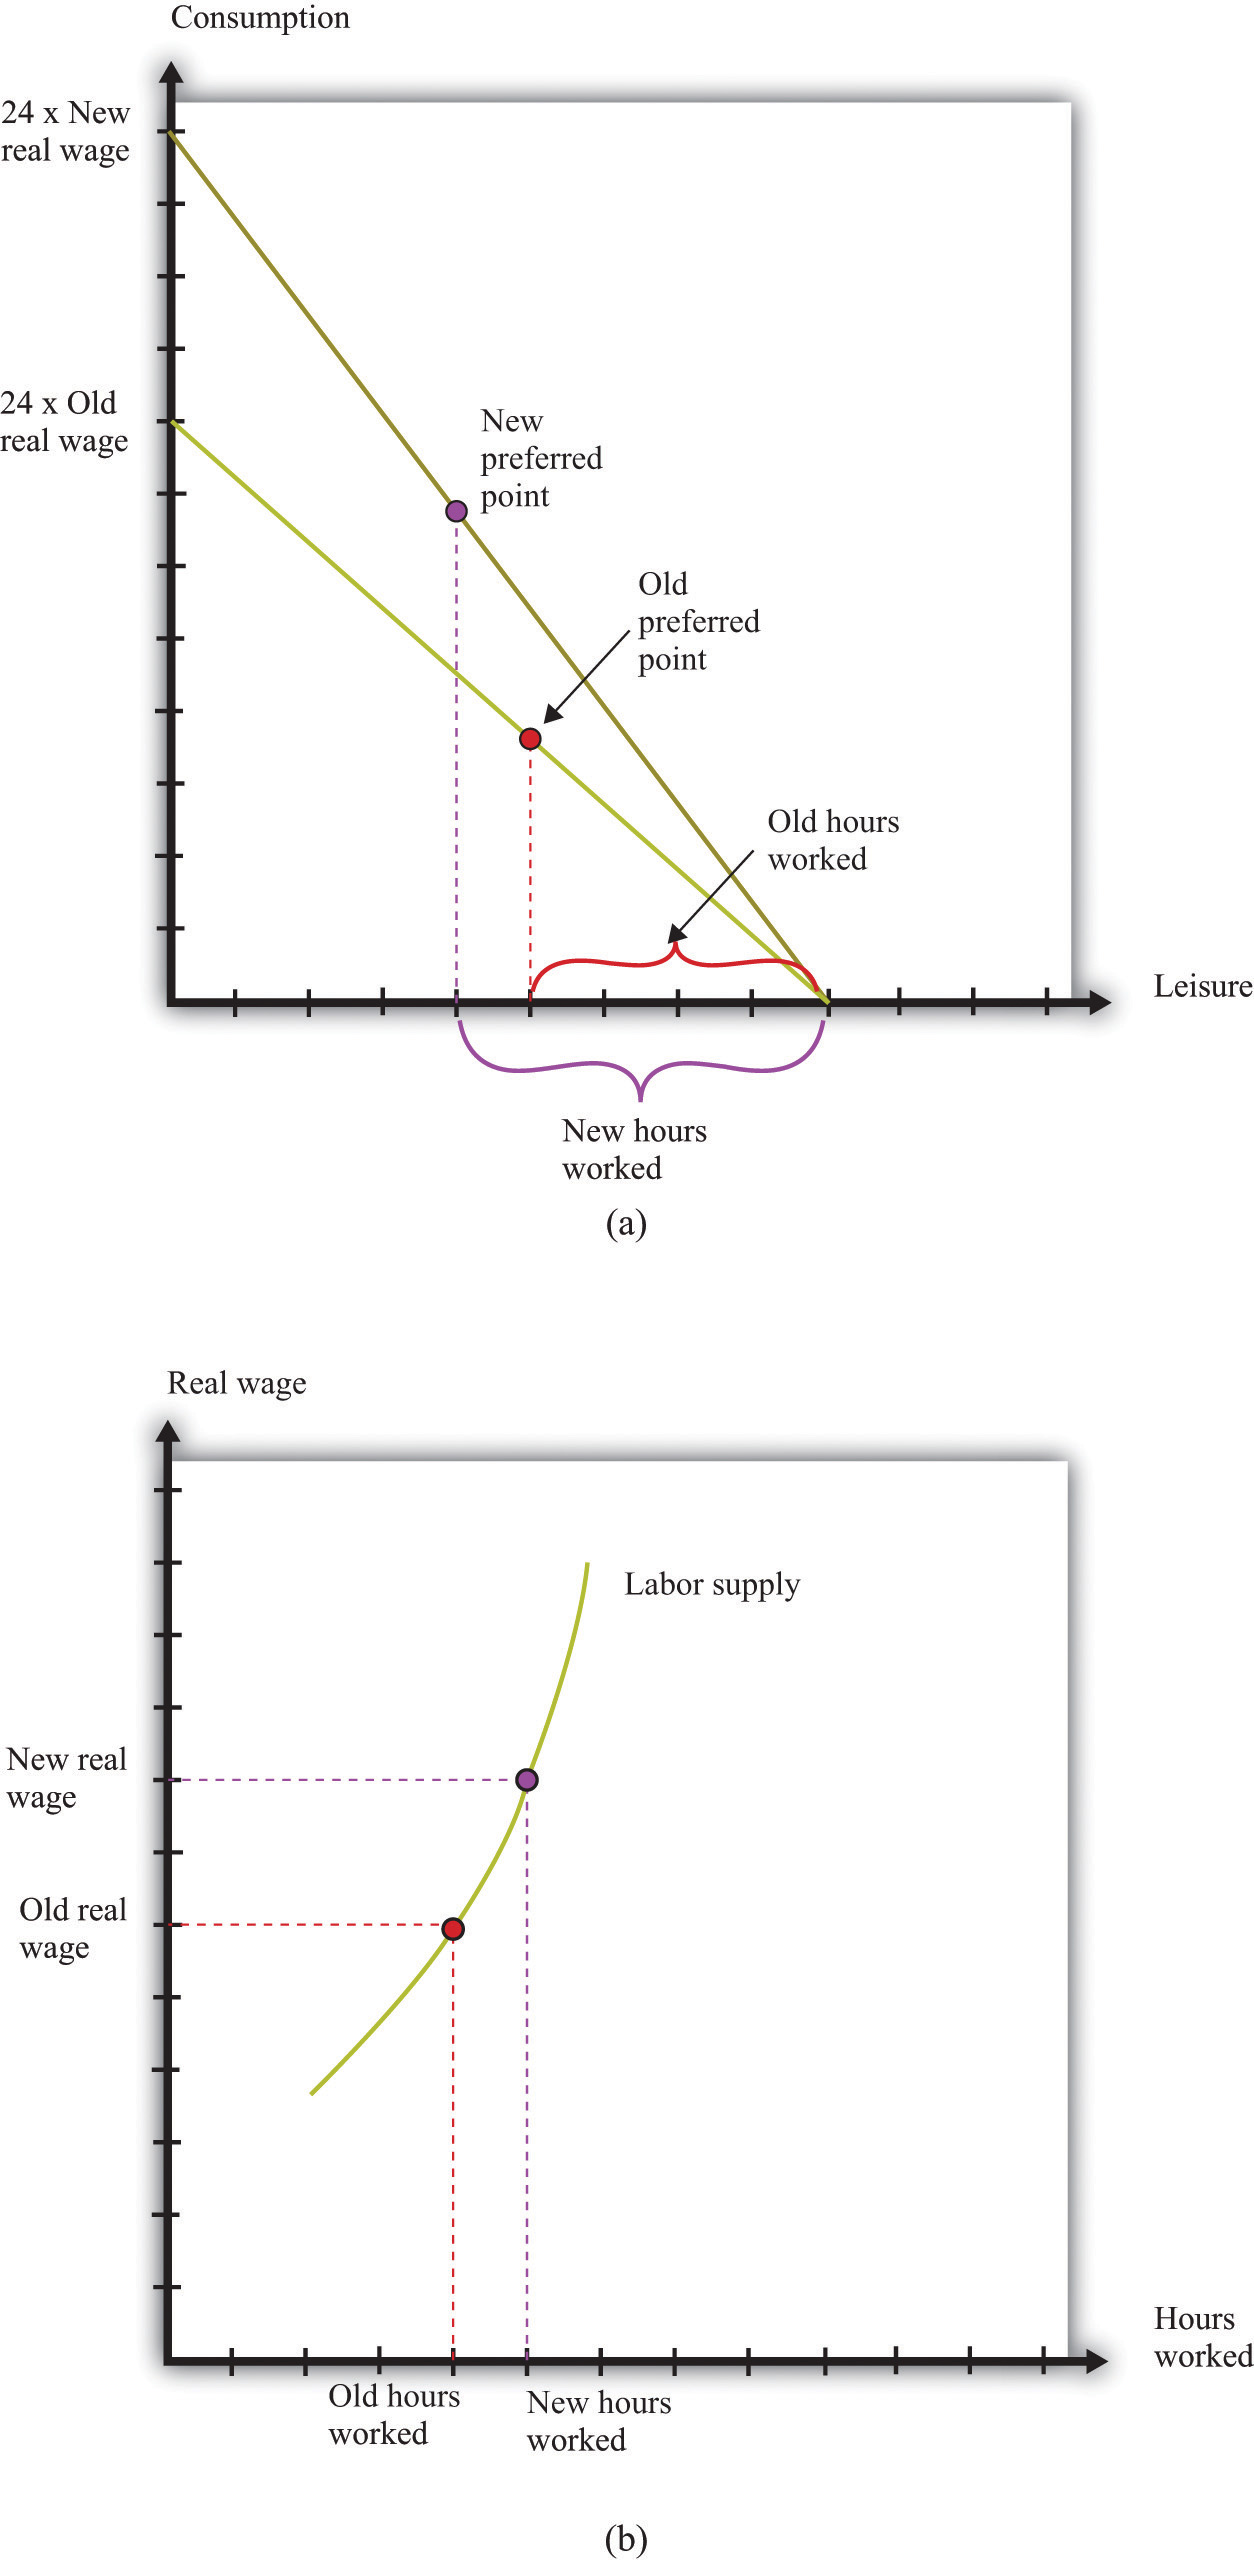 Consumption
24 x New
real wage
24 x Old
real wage
New
preferred
point
Old
preferred
point
Old hours
worked
Leisure
New hours
worked
(a)
Real wage
Labor supply
New real
wage
Old real
wage
Hours
worked
Old hours
worked
New hours
worked
(b)